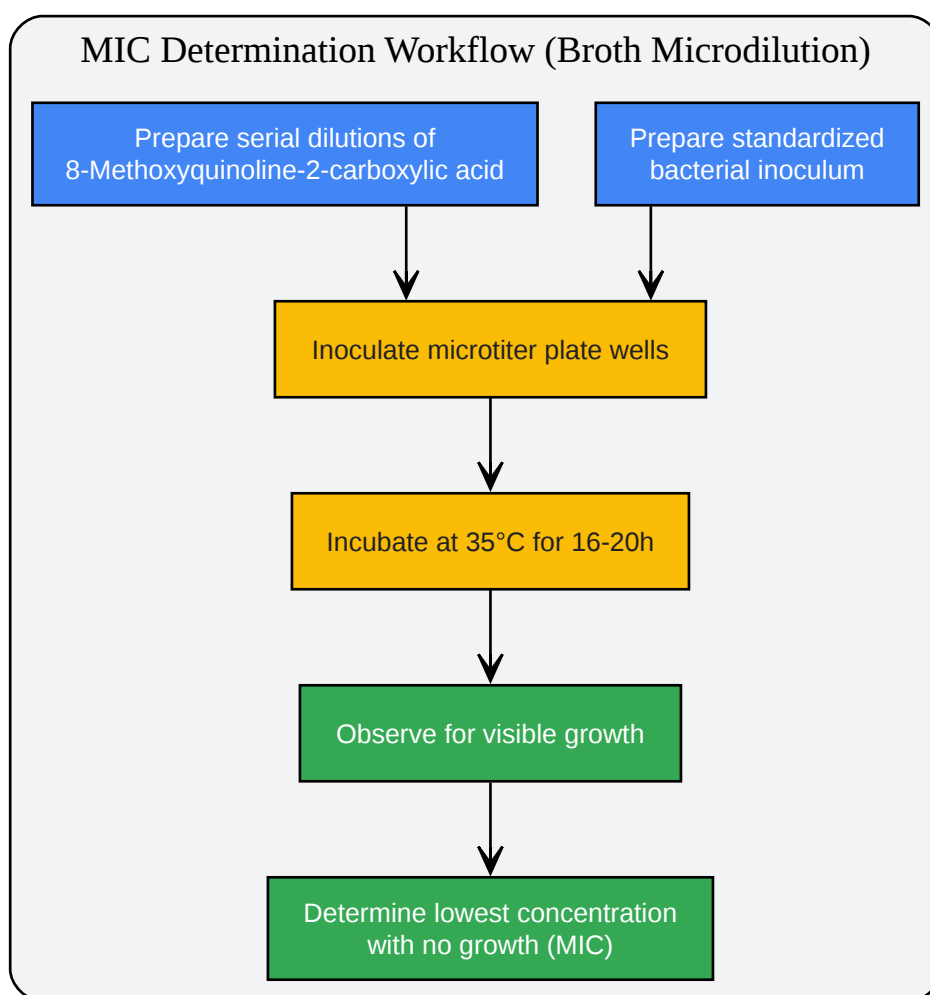 MIC Determination Workflow (Broth Microdilution)
Prepare serial dilutions of
8-Methoxyquinoline-2-carboxylic acid
Prepare standardized
bacterial inoculum
Inoculate microtiter plate wells
Incubate at 35°C for 16-20h
Observe for visible growth
Determine lowest concentration
with no growth (MIC)